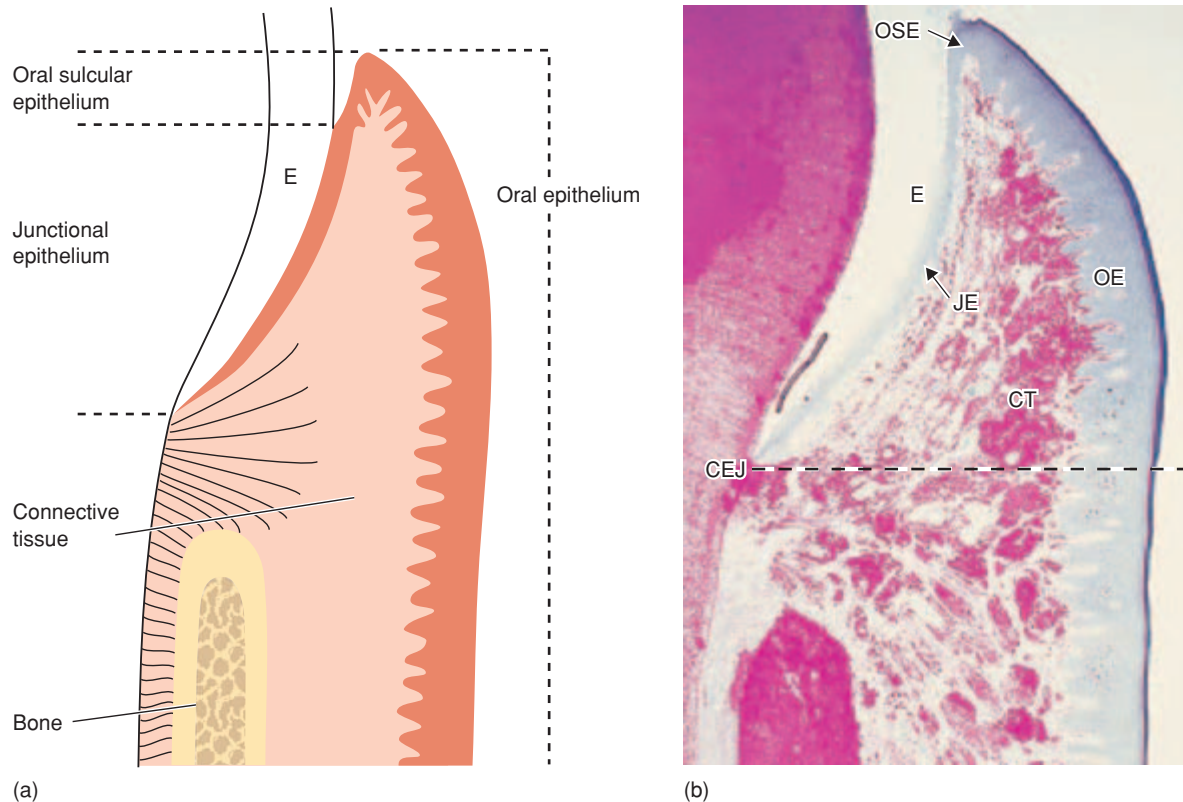 Oral sulcular
epithelium
E
Junctional
epithelium
Oral epithelium
Connective
tissue
Bone
(a)
OSE
E
JE
OE
CT
CEJ
(b)